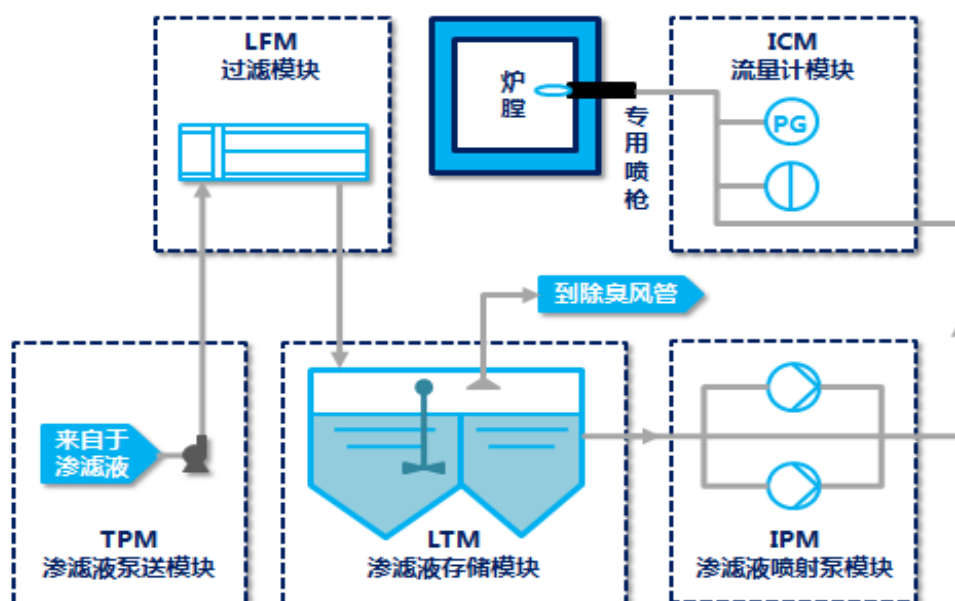 LFM
过滤模块
炉
膛
专
用
喷
枪
ICM
流量计模块
PG
到除臭风管
来自于
渗滤液
TPM
渗滤液泵送模块
LTM
渗滤液存储模块
IPM
渗滤液喷射泵模块